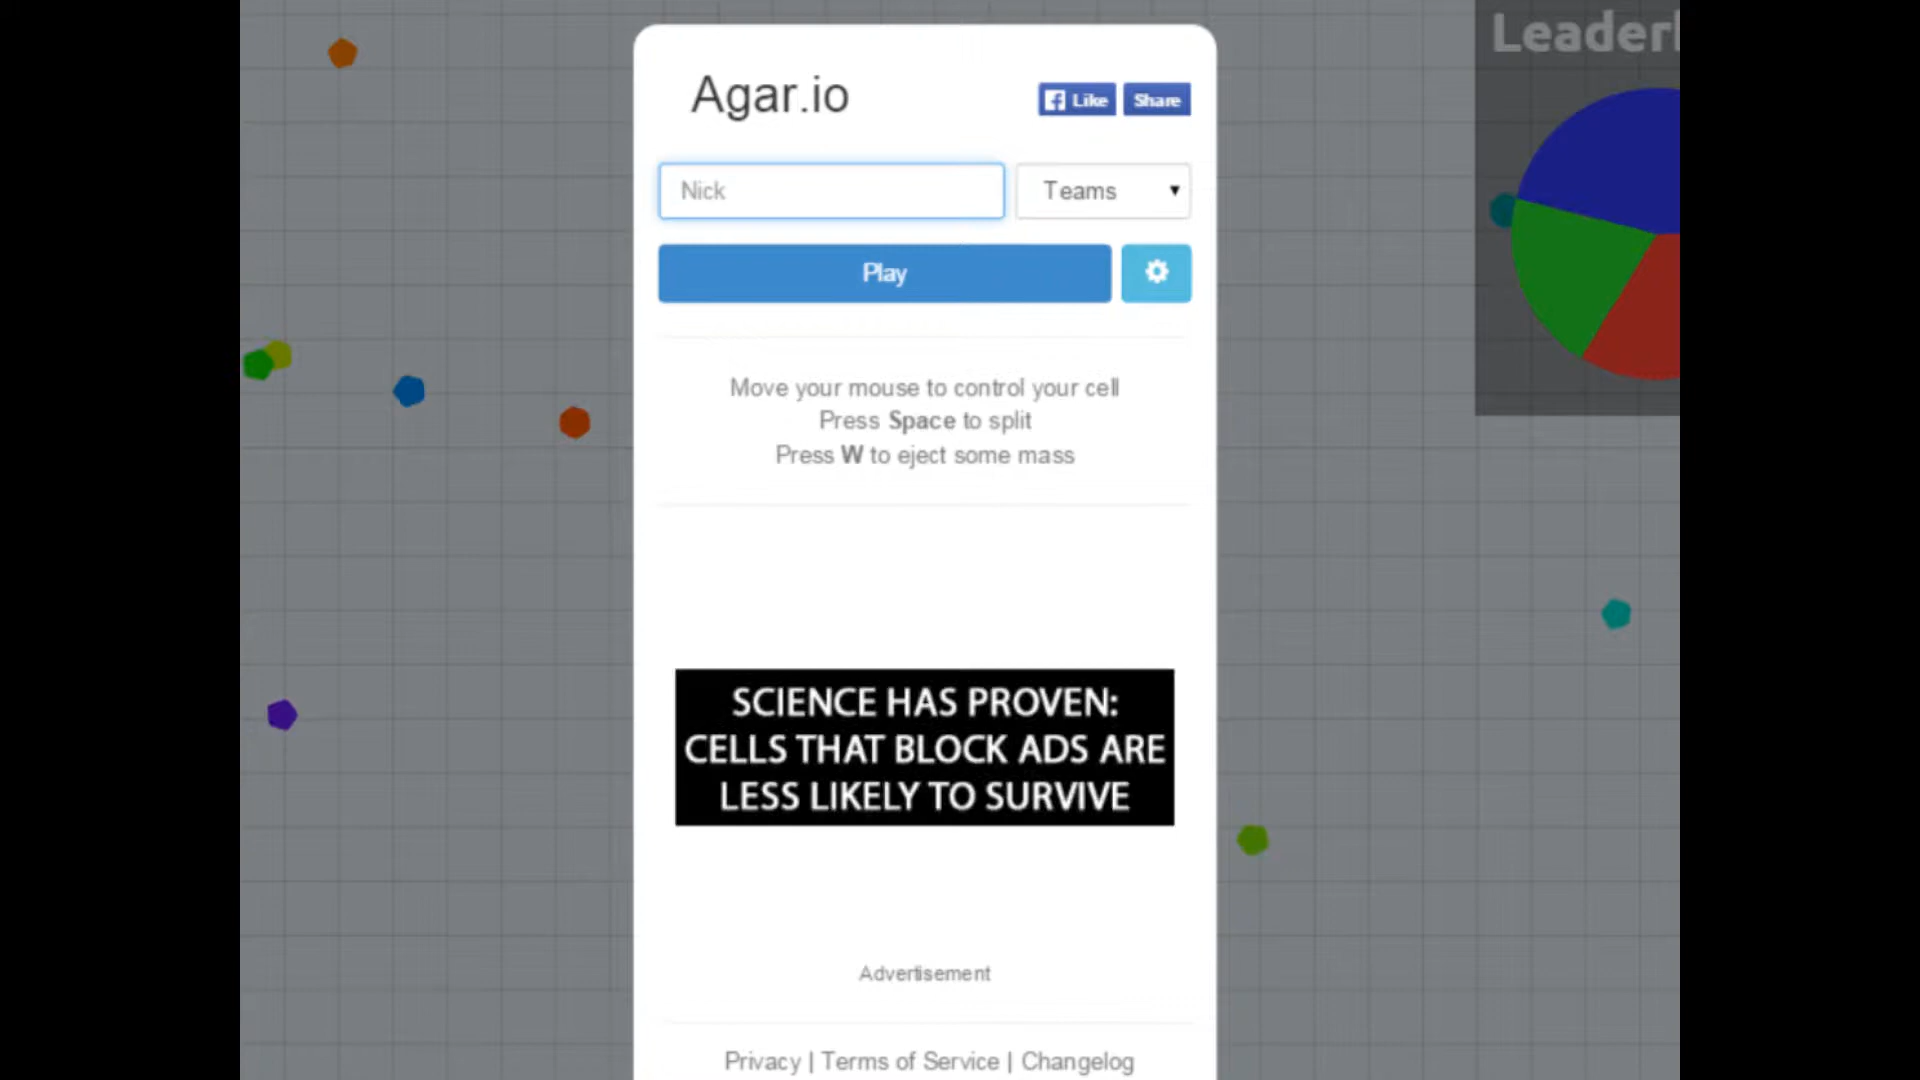 Agar.io
Like
Share
Nick
Teams
Play
Move your mouse to control your cell
Press Space to split
Press W to eject some mass
SCIENCE HAS PROVEN:
CELLS THAT BLOCK ADS ARE
LESS LIKELY TO SURVIVE
Advertisement
Privacy | Terms of Service | Changelog